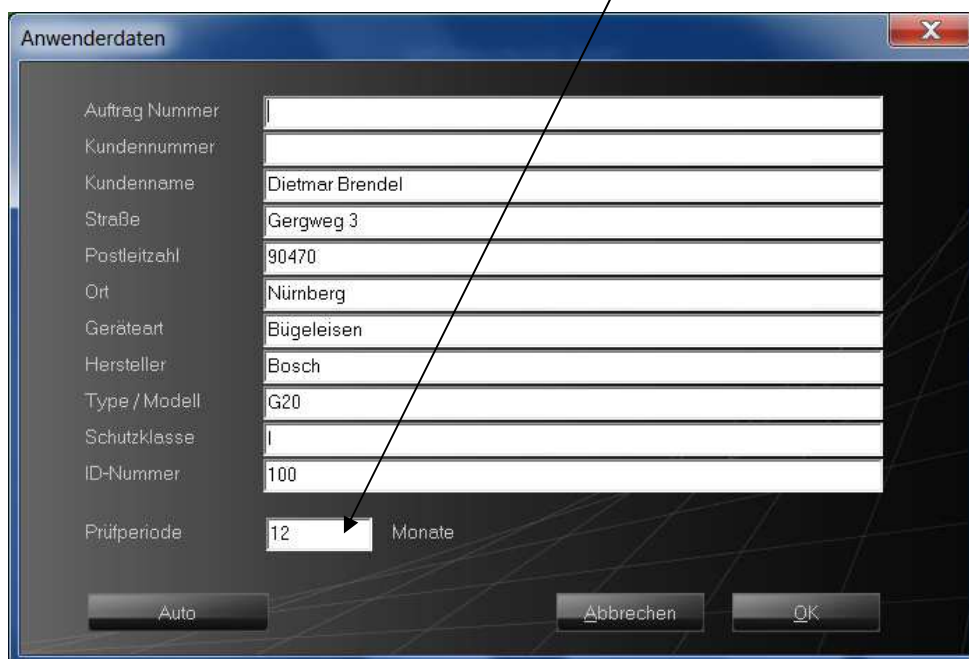 Anwenderdaten
X
Auftrag Nummer
Kundennummer
Kundenname Dietmar Brendel
Straße Gergweg 3
Postleitzahl 90470
Ort Nürnberg
Geräteart Bügeleisen
Hersteller Bosch
Type / Modell G20
Schutzklasse I
ID-Nummer 100
Prüfperiode 12 Monate
Auto Abbrechen OK